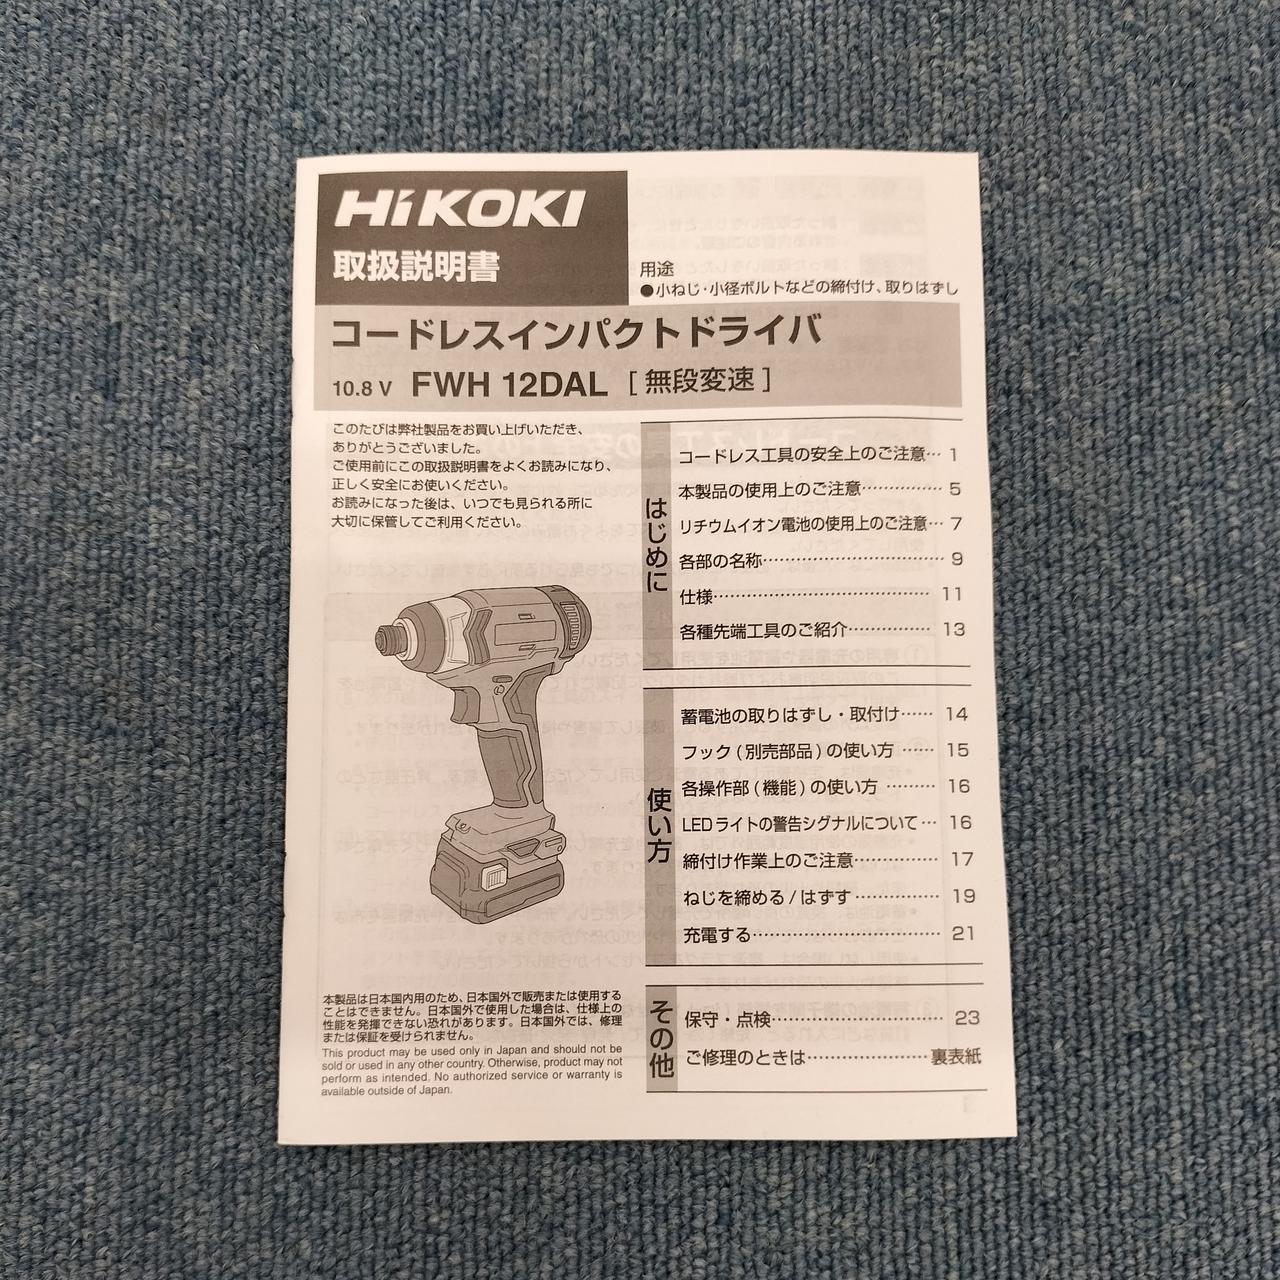 HiKOKI
取扱説明書
用途
●小ねじ・小径ボルトなどの締付け、取りはずし
コードレスインパクトドライバ
10.8 V FWH 12DAL [無段変速]
このたびは弊社製品をお買い上げいただき、
ありがとうございました。
ご使用前にこの取扱説明書をよくお読みになり、
正しく安全にお使いください。
お読みになった後は、いつでも見られる所に
大切に保管してご利用ください。
はじめに
コードレス工具の安全上のご注意… 1
本製品の使用上のご注意………… 5
リチウムイオン電池の使用上のご注意… 7
各部の名称………………………… 9
仕様………………………………… 11
各種先端工具のご紹介…………… 13
使い方
蓄電池の取りはずし・取付け…… 14
フック(別売部品)の使い方 …… 15
各操作部(機能)の使い方 ……… 16
LEDライトの警告シグナルについて… 16
締付け作業上のご注意…………… 17
ねじを締める/はずす…………… 19
充電する…………………………… 21
その他
保守・点検………………………… 23
ご修理のときは………………… 裏表紙
本製品は日本国内用のため、日本国外で販売または使用する
ことはできません。日本国外で使用した場合は、仕様上の
性能を発揮できない恐れがあります。日本国外では、修理
または保証を受けられません。
This product may be used only in Japan and should not be
sold or used in any other country. Otherwise, product may not
perform as intended. No authorized service or warranty is
available outside of Japan.